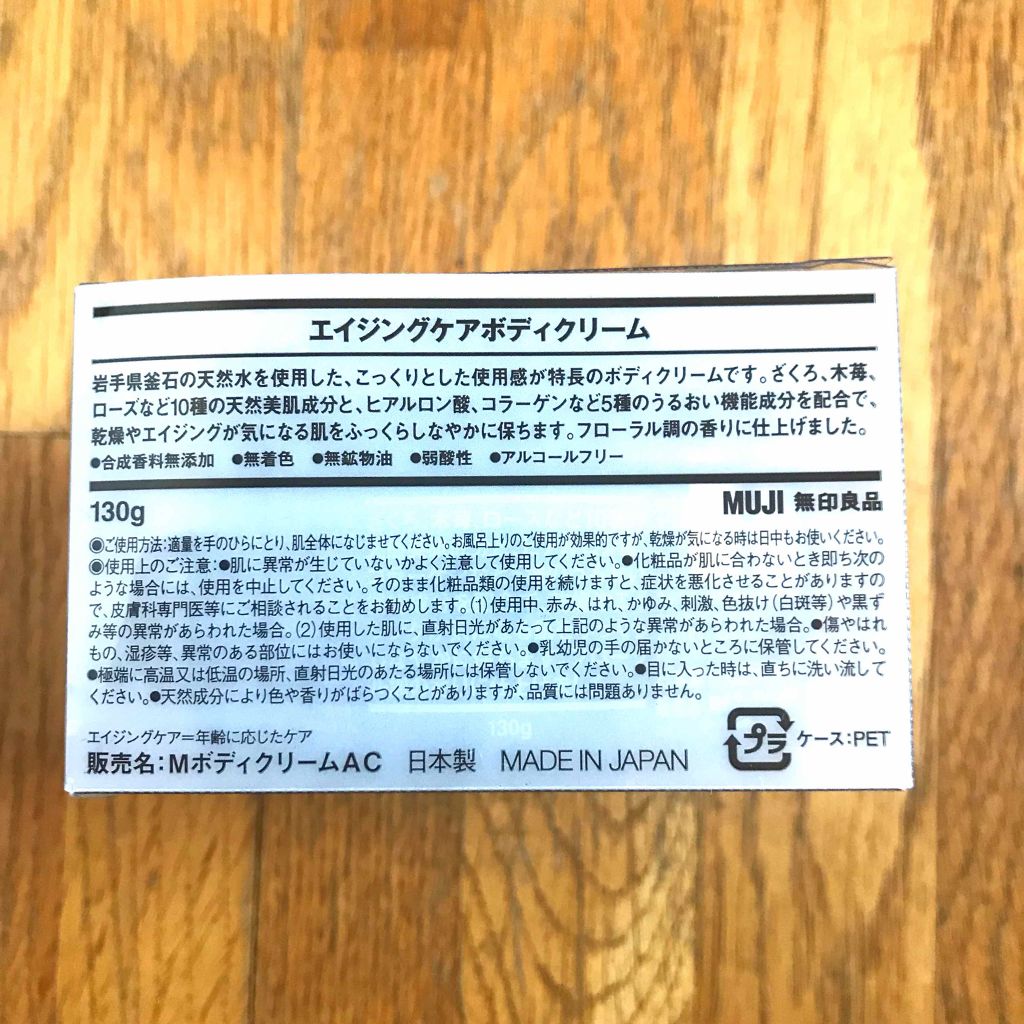 エイジングケアボディクリーム
岩手県釜石の天然水を使用した、こっくりとした使用感が特長のボディクリームです。ざくろ、木苺、
ローズなど10種の天然美肌成分と、ヒアルロン酸、コラーゲンなど5種のうるおい機能成分を配合で、
乾燥やエイジングが気になる肌をふっくらしなやかに保ちます。フローラル調の香りに仕上げました。
●合成香料無添加 ●無着色 ●無鉱物油 ●弱酸性 ●アルコールフリー
130g MUJI 無印良品
◉ご使用方法:適量を手のひらにとり、肌全体になじませてください。お風呂上りのご使用が効果的ですが、乾燥が気になる時は日中もお使いください。
◉使用上のご注意:●肌に異常が生じていないかよく注意して使用してください。●化粧品が肌に合わないとき即ち次の
ような場合には、使用を中止してください。そのまま化粧品類の使用を続けますと、症状を悪化させることがありますの
で、皮膚科専門医等にご相談されることをお勧めします。(1)使用中、赤み、はれ、かゆみ、刺激、色抜け(白斑等)や黒ず
み等の異常があらわれた場合。(2)使用した肌に、直射日光があたって上記のような異常があらわれた場合。●傷やはれ
もの、湿疹等、異常のある部位にはお使いにならないでください。●乳幼児の手の届かないところに保管してください。
●極端に高温又は低温の場所、直射日光のあたる場所には保管しないでください。●目に入った時は、直ちに洗い流して
ください。●天然成分により色や香りがばらつくことがありますが、品質には問題ありません。
130g
エイジングケア=年齢に応じたケア
プラ ケース:PET
販売名:MボディクリームAC 日本製 MADE IN JAPAN